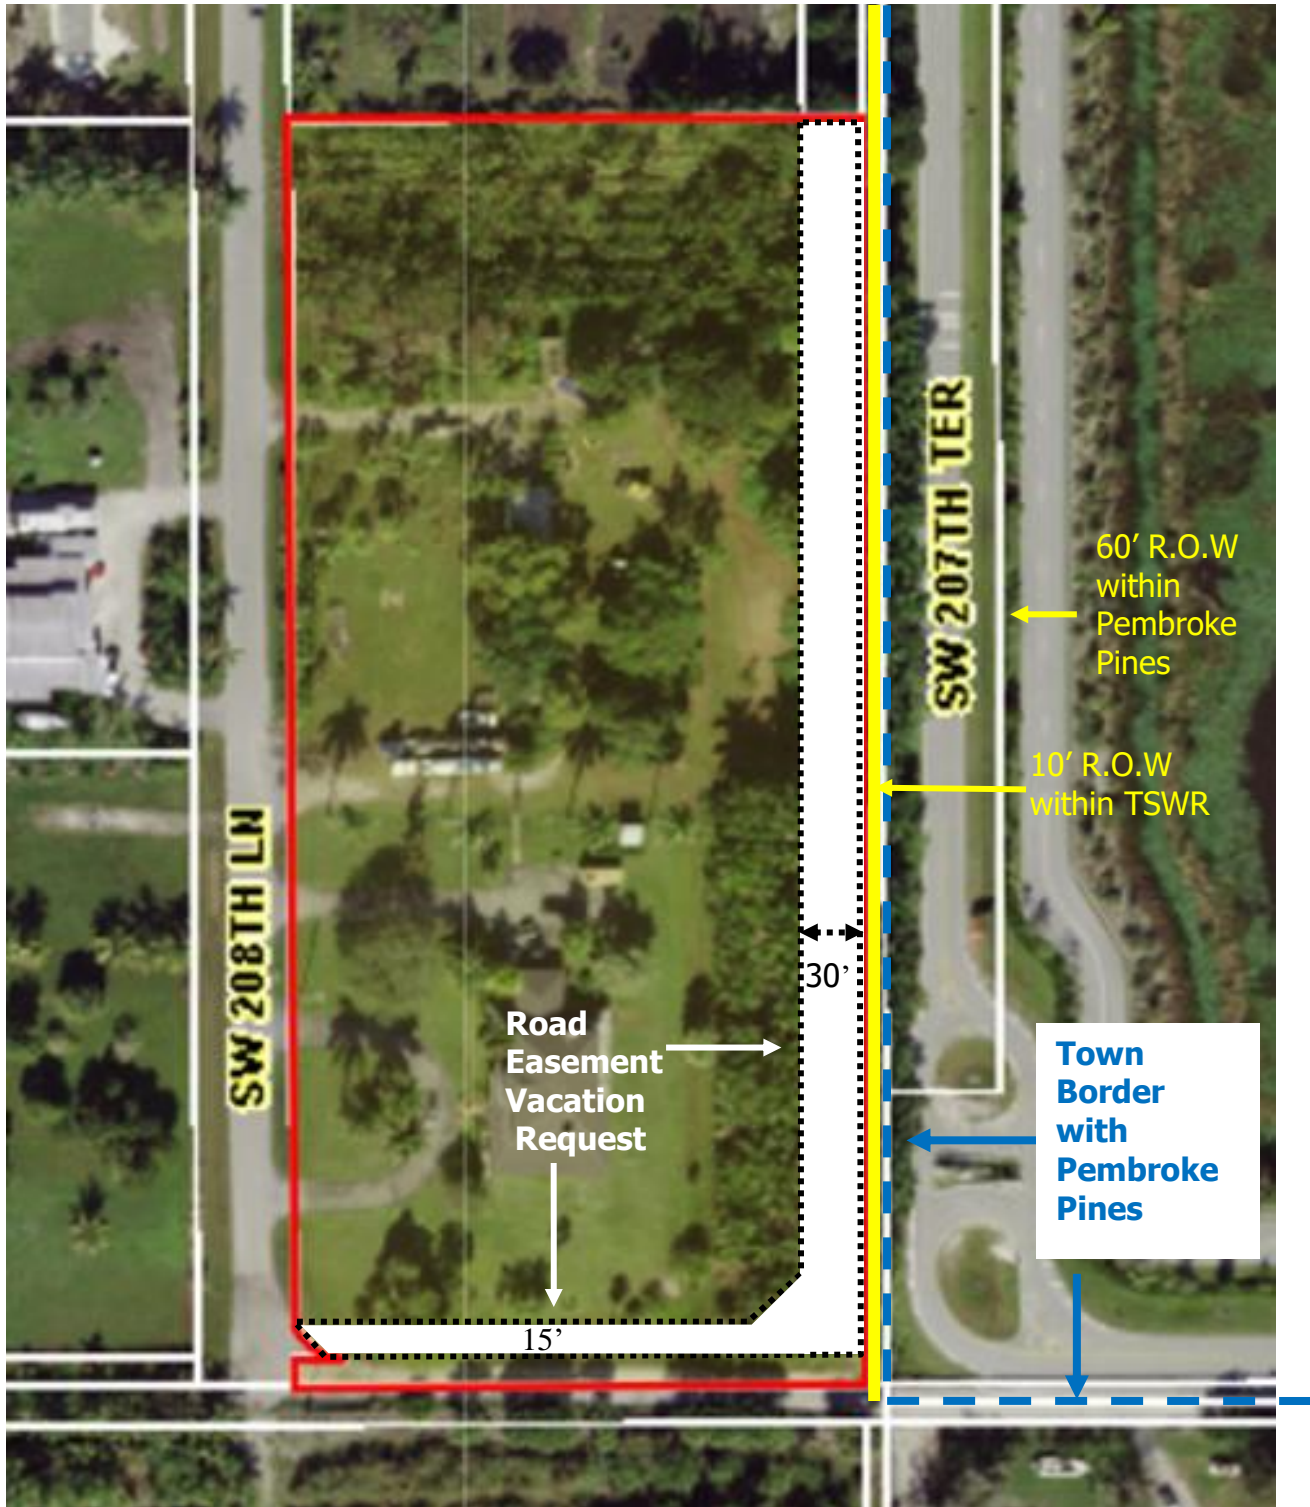 SW 207TH TER
60’ R.O.W
within
Pembroke
Pines
10’ R.O.W
within TSWR
SW 208TH LN
30’
Road
Easement
Vacation
Request
Town
Border
with
Pembroke
Pines
15’